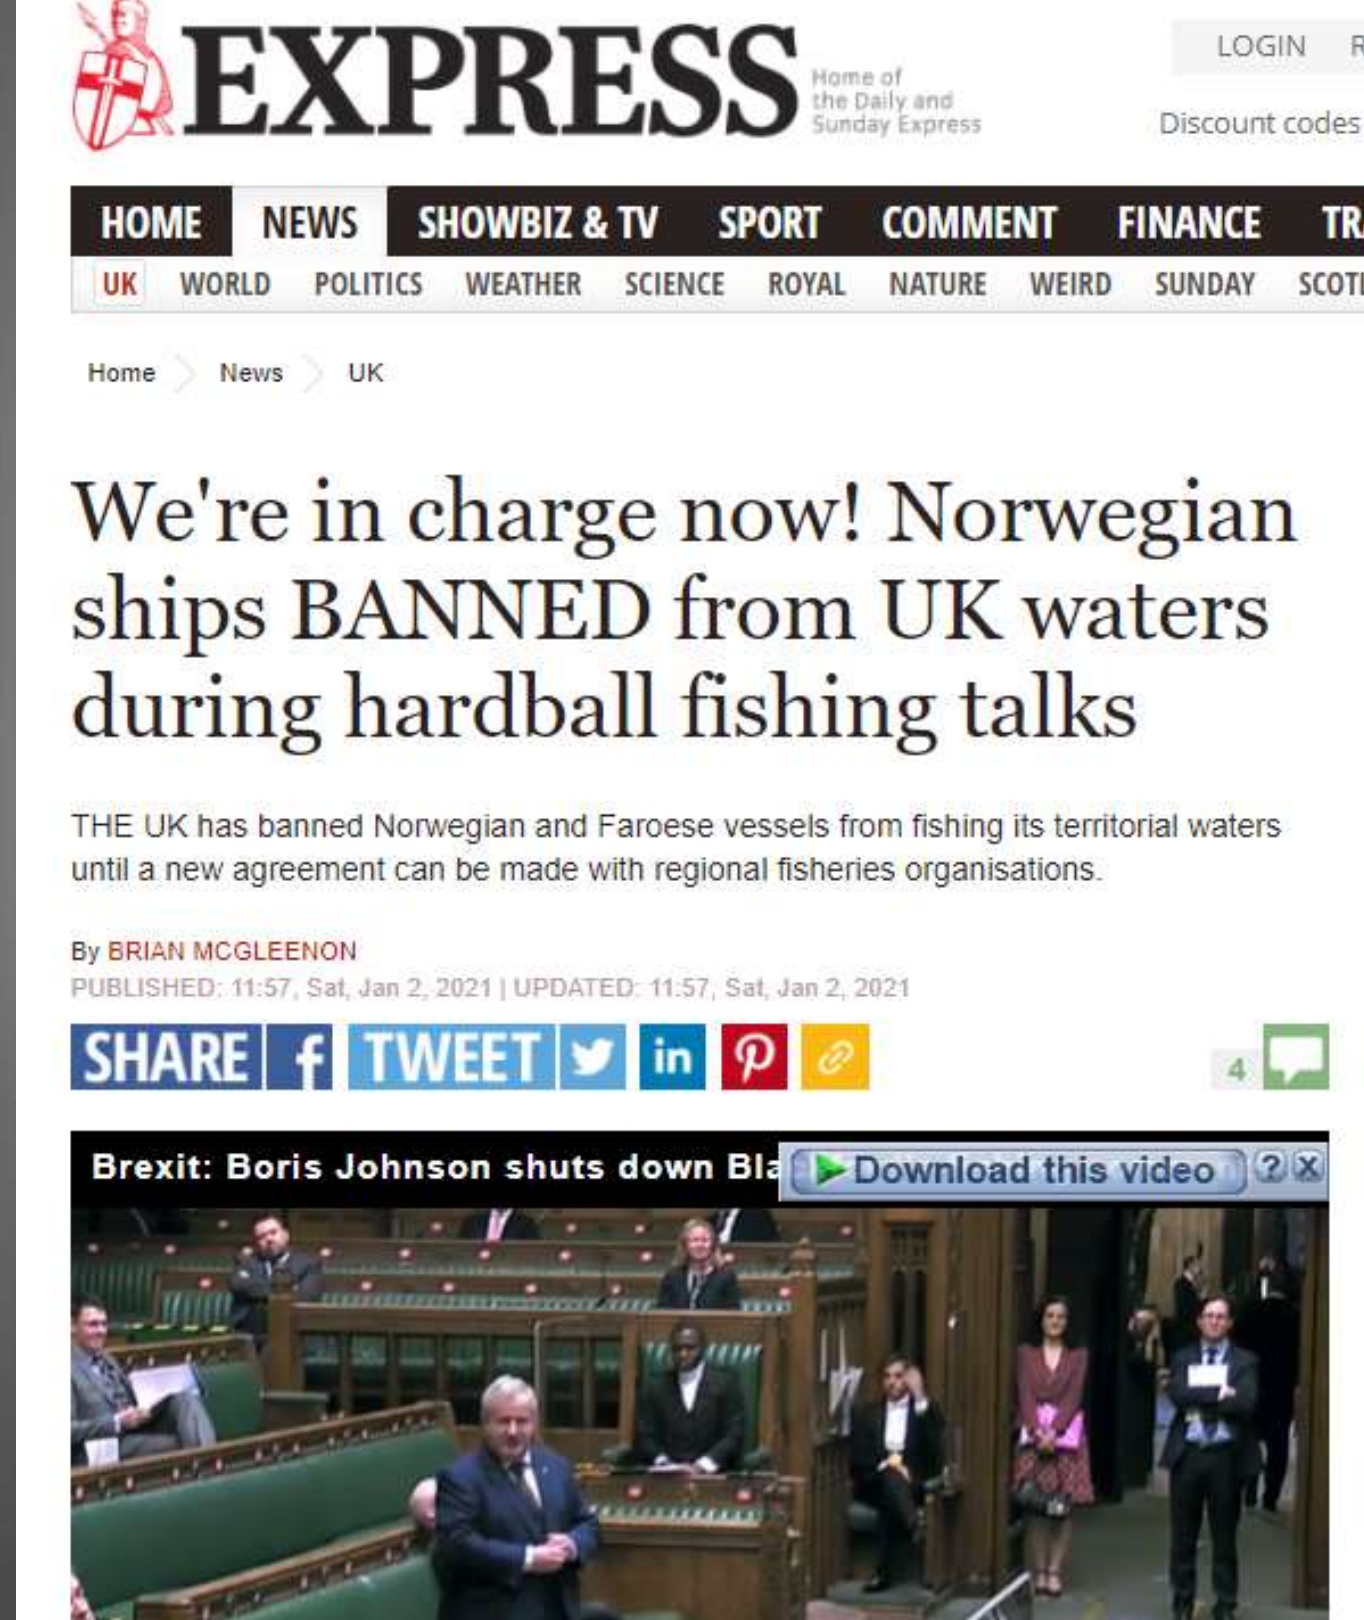 EXPRESS
Home of
the Daily and
Sunday Express
LOGIN
Discount codes
HOME NEWS SHOWBIZ & TV SPORT COMMENT FINANCE
UK WORLD POLITICS WEATHER SCIENCE ROYAL NATURE WEIRD SUNDAY
Home News UK
We're in charge now! Norwegian
ships BANNED from UK waters
during hardball fishing talks
THE UK has banned Norwegian and Faroese vessels from fishing its territorial waters
until a new agreement can be made with regional fisheries organisations.
By BRIAN MCGLEENON
PUBLISHED: 11:57, Sat, Jan 2, 2021 | UPDATED: 11:57, Sat, Jan 2, 2021
SHARE f TWEET in
4
Brexit: Boris Johnson shuts down
Download this video ? X